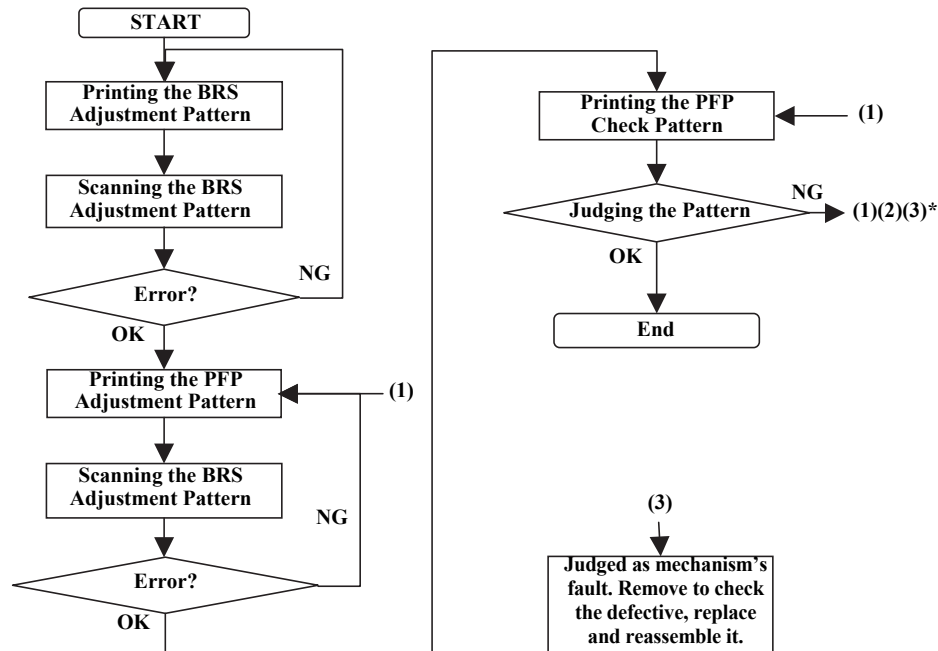 START
Printing the BRS
Adjustment Pattern
Scanning the BRS
Adjustment Pattern
Error?
NG
OK
Printing the PFP
Adjustment Pattern
(1)
Scanning the BRS
Adjustment Pattern
NG
Error?
OK
Printing the PFP
Check Pattern
(1)
Judging the Pattern
NG
(1)(2)(3)*
OK
End
(3)
Judged as mechanism's
fault. Remove to check
the defective, replace
and reassemble it.